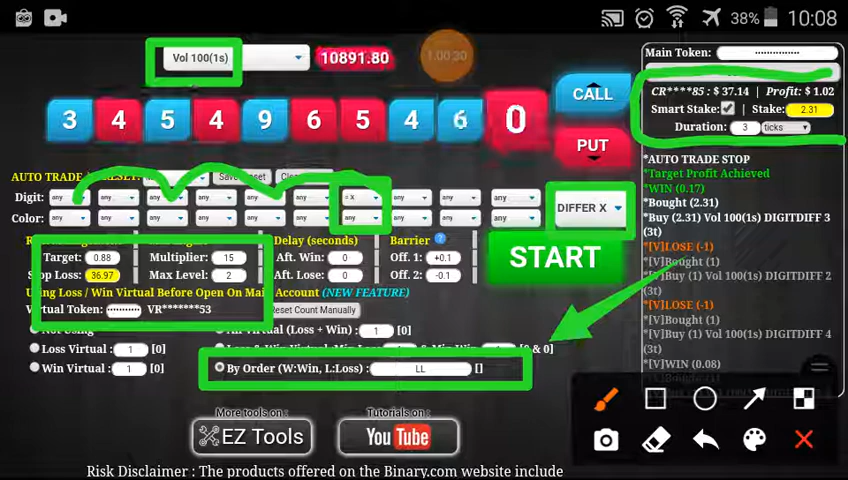 38% 10:08
Vol 100(1s) 10891.80 1:00:20
Main Token: ••••••••••••••••
CR****85 : $ 37.14 | Profit: $ 1.02
Smart Stake: | Stake: 2.31
Duration: 3 ticks
3 4 5 4 9 6 5 4 6 0
CALL
PUT
AUTO TRADE
Digit: any any any any any any = X any any any
Color: any any any any any any any any any any
DIFFER X
START
Target: 0.88 Multiplier: 15
Stop Loss: 36.97 Max Level: 2
Delay (seconds)
Aft. Win: 0
Aft. Lose: 0
Barrier ?
Off. 1: +0.1
Off. 2: -0.1
Using Loss / Win Virtual Before Open On Main Account (NEW FEATURE)
Virtual Token: •••••••••• VR*******53 Reset Count Manually
Not Using All Virtual (Loss + Win) : 1 [0]
Loss Virtual : 1 [0] [0 & 0]
Win Virtual : 1 [0] By Order (W:Win, L:Loss) : LL []
More tools on :
EZ Tools
Tutorials on :
YouTube
*AUTO TRADE STOP
*Target Profit Achieved
*WIN (0.17)
*Bought (2.31)
*Buy (2.31) Vol 100(1s) DIGITDIFF 3
(3t)
*[V]LOSE (-1)
*[V]Bought (1)
*[V]Buy (1) Vol 100(1s) DIGITDIFF 2
(3t)
*[V]LOSE (-1)
*[V]Bought (1)
*[V]Buy (1) Vol 100(1s) DIGITDIFF 4
(3t)
*[V]WIN (0.08)
*[V]Bought (1)
Risk Disclaimer : The products offered on the Binary.com website include